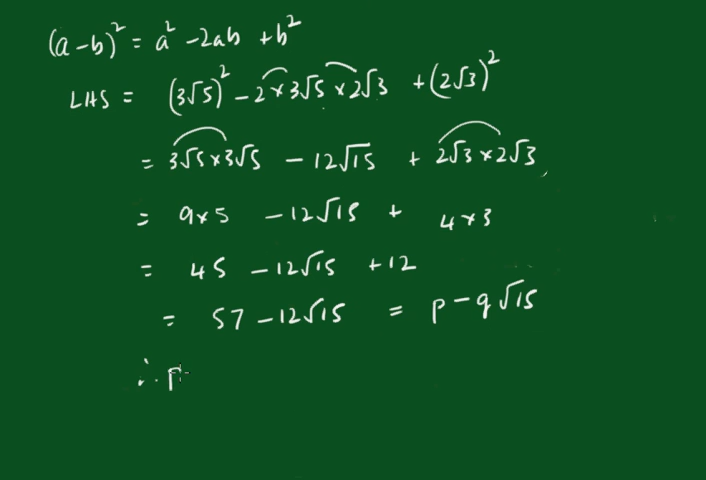 (a-b)² = a² - 2ab + b²
LHS = (3√5)² - 2×3√5×2√3 + (2√3)²
= 3√5×3√5 - 12√15 + 2√3×2√3
= 9×5 - 12√15 + 4×3
= 45 - 12√15 + 12
= 57 - 12√15 = p - q√15
∴ p